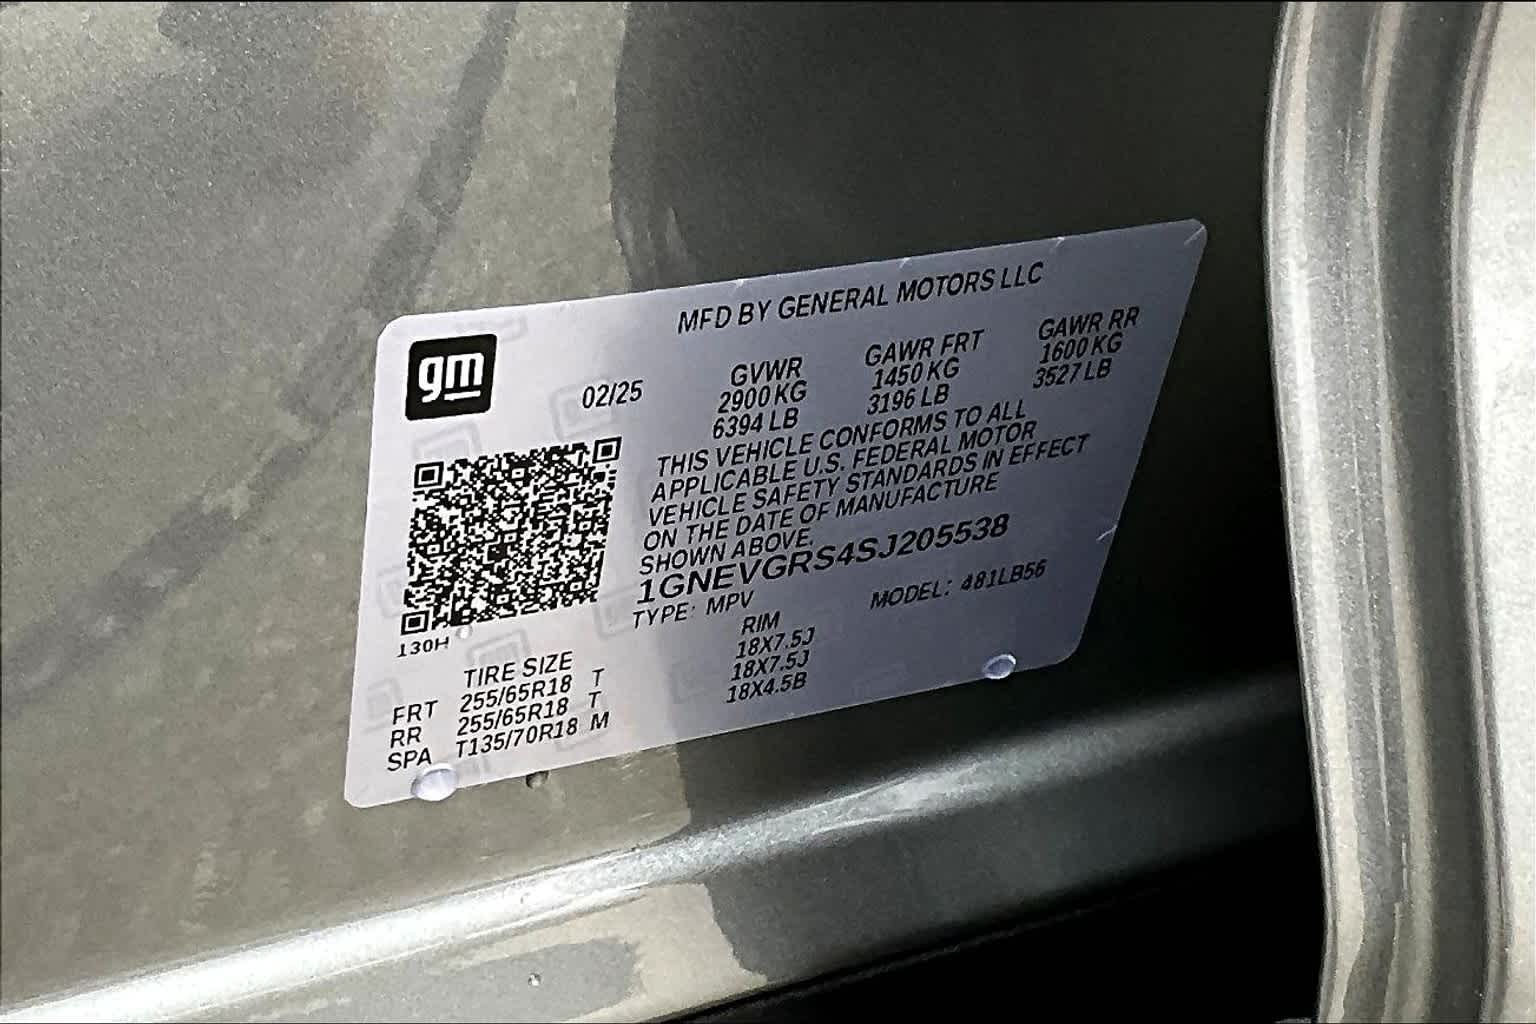 MFD BY GENERAL MOTORS LLC
gm
02/25
GVWR
2900 KG
6394 LB
GAWR FRT
1450 KG
3196 LB
GAWR RR
1600 KG
3527 LB
THIS VEHICLE CONFORMS TO ALL
APPLICABLE U.S. FEDERAL MOTOR
VEHICLE SAFETY STANDARDS IN EFFECT
ON THE DATE OF MANUFACTURE
SHOWN ABOVE.
1GNEVGRS4SJ205538
TYPE: MPV MODEL: 481LB56
130H
TIRE SIZE RIM
FRT 255/65R18 T 18X7.5J
RR 255/65R18 T 18X7.5J
SPA T135/70R18 M 18X4.5B